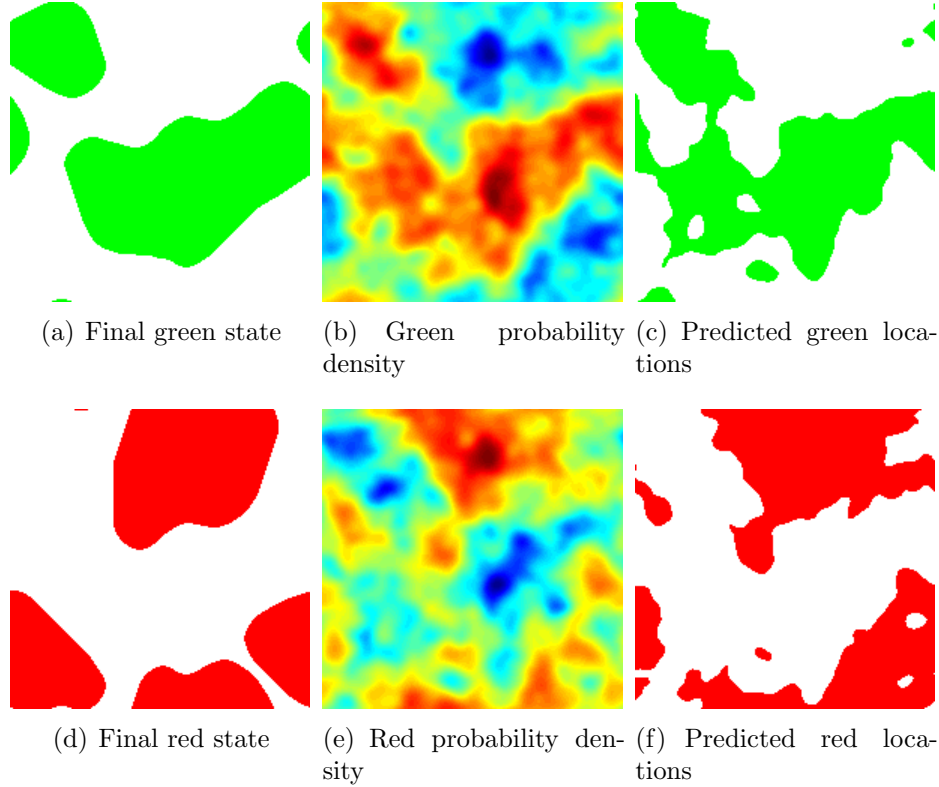 (a) Final green state
(b) Green probability
density
(c) Predicted green loca-
tions
(d) Final red state
(e) Red probability den-
sity
(f) Predicted red loca-
tions